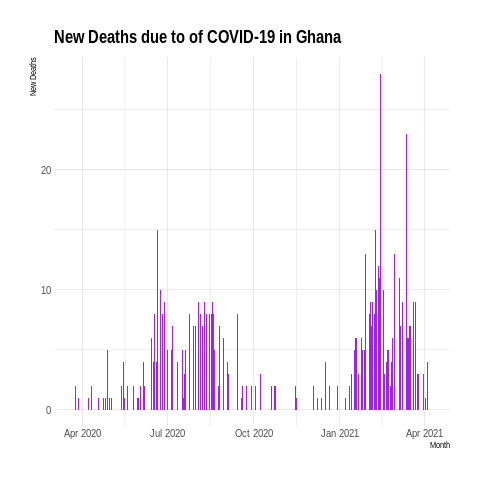 New Deaths due to of COVID-19 in Ghana
New Deaths
20
10
0
Apr 2020 Jul 2020 Oct 2020 Jan 2021 Apr 2021
Month